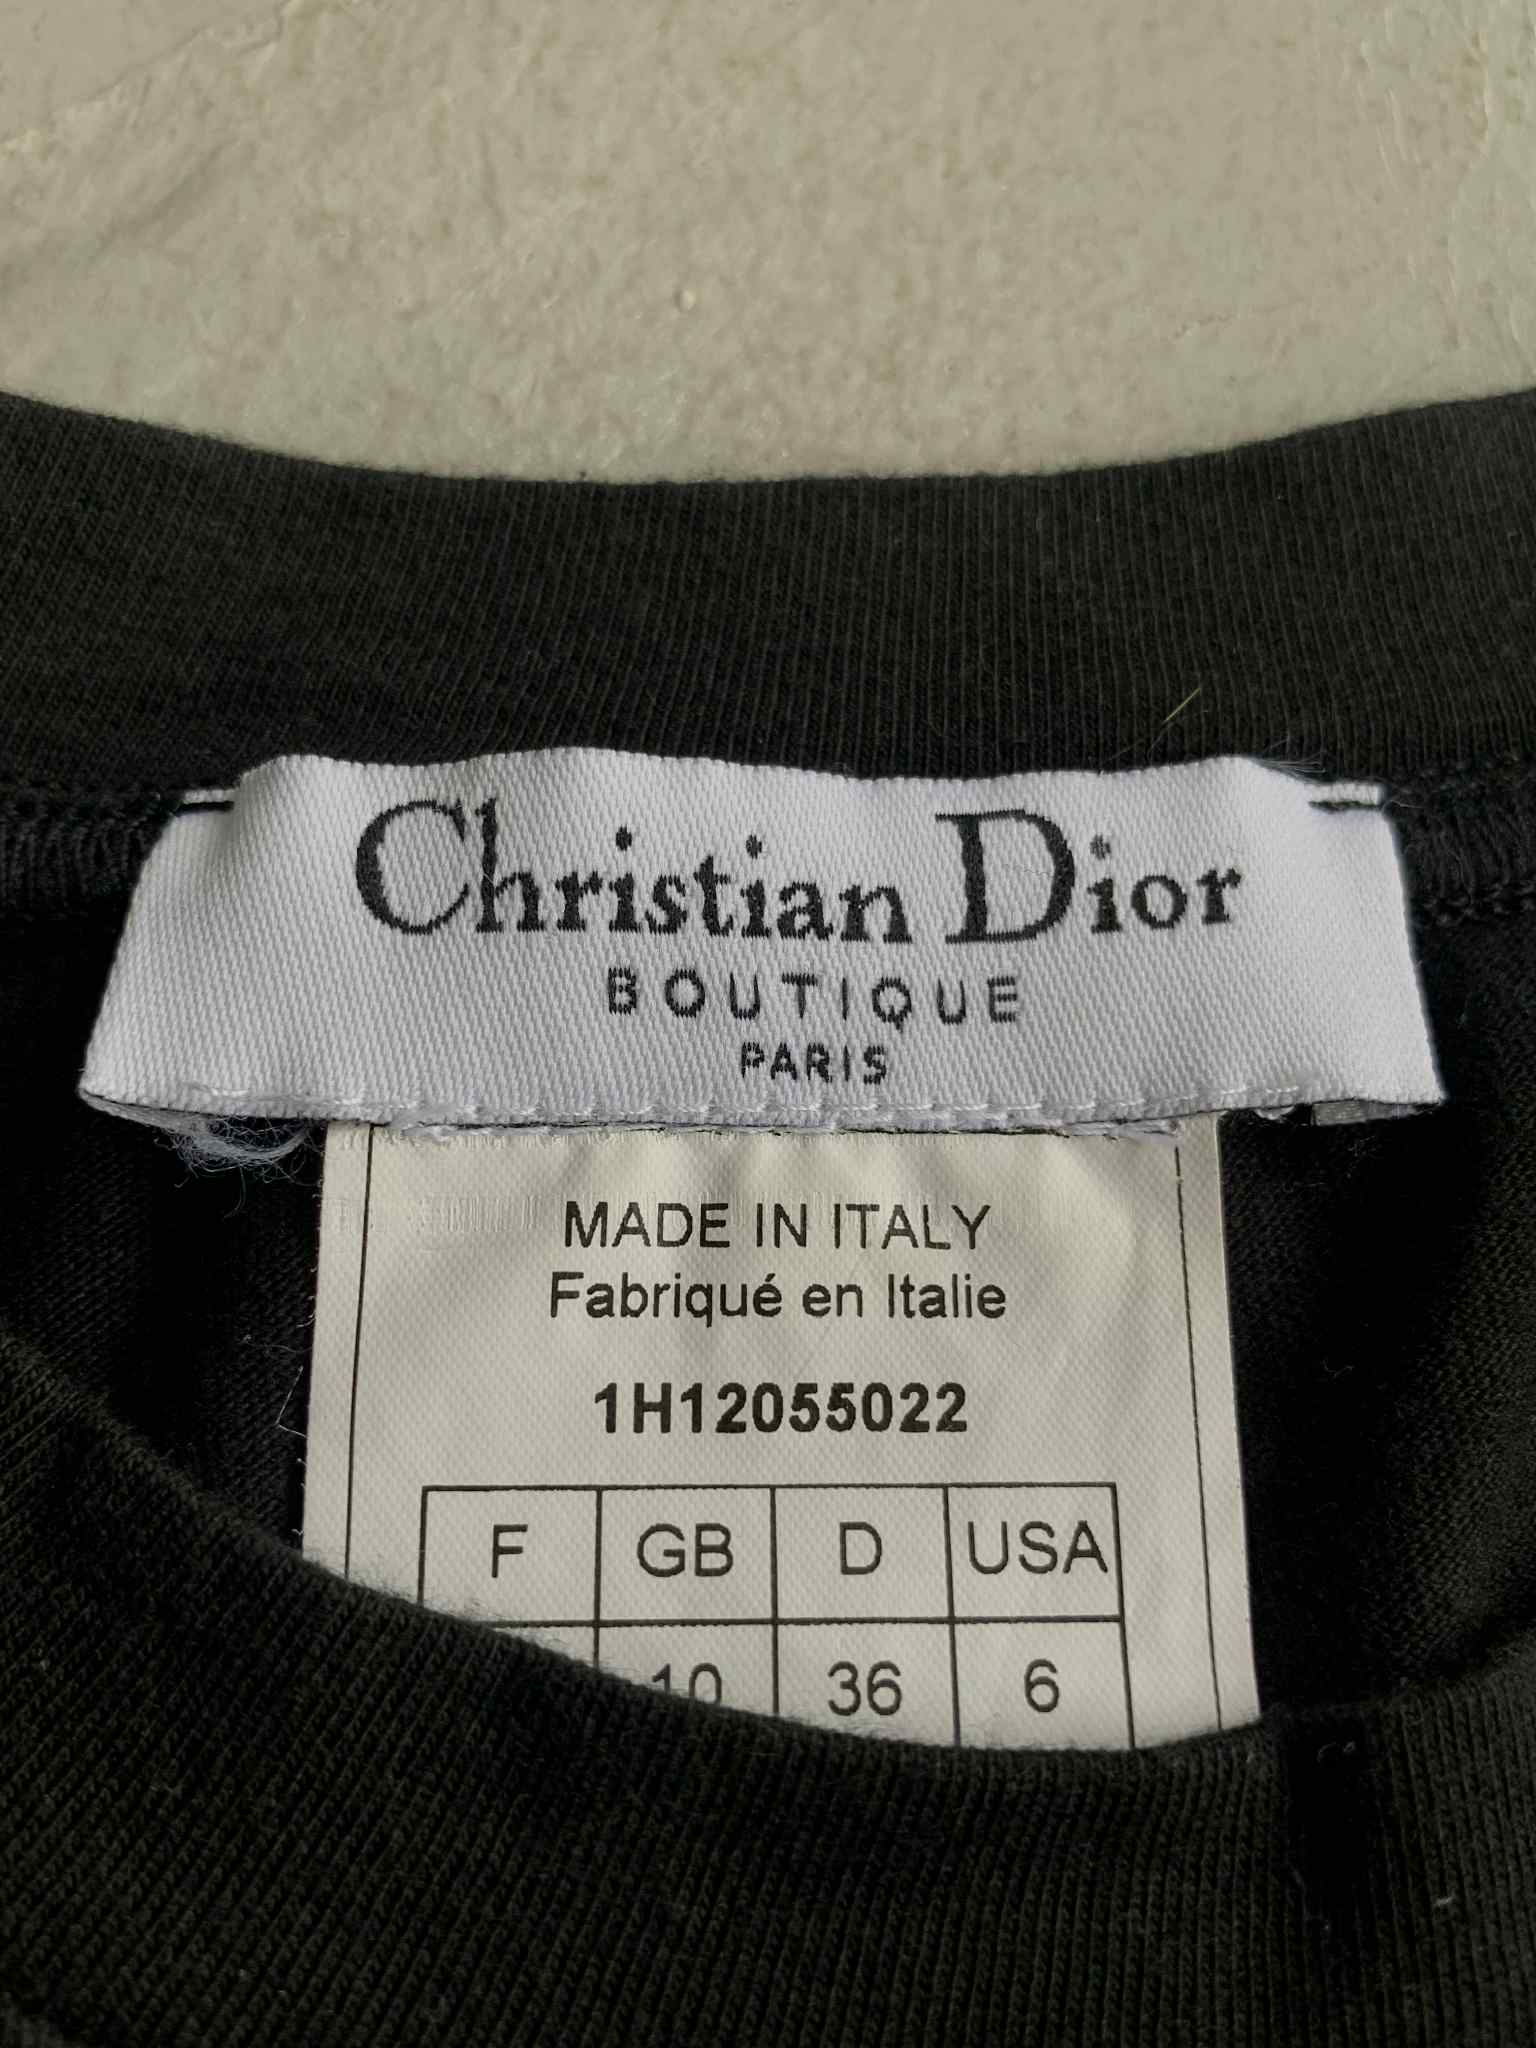 Christian Dior
BOUTIQUE
PARIS
MADE IN ITALY
Fabriqué en Italie
1H12055022
F GB D USA
10 36 6